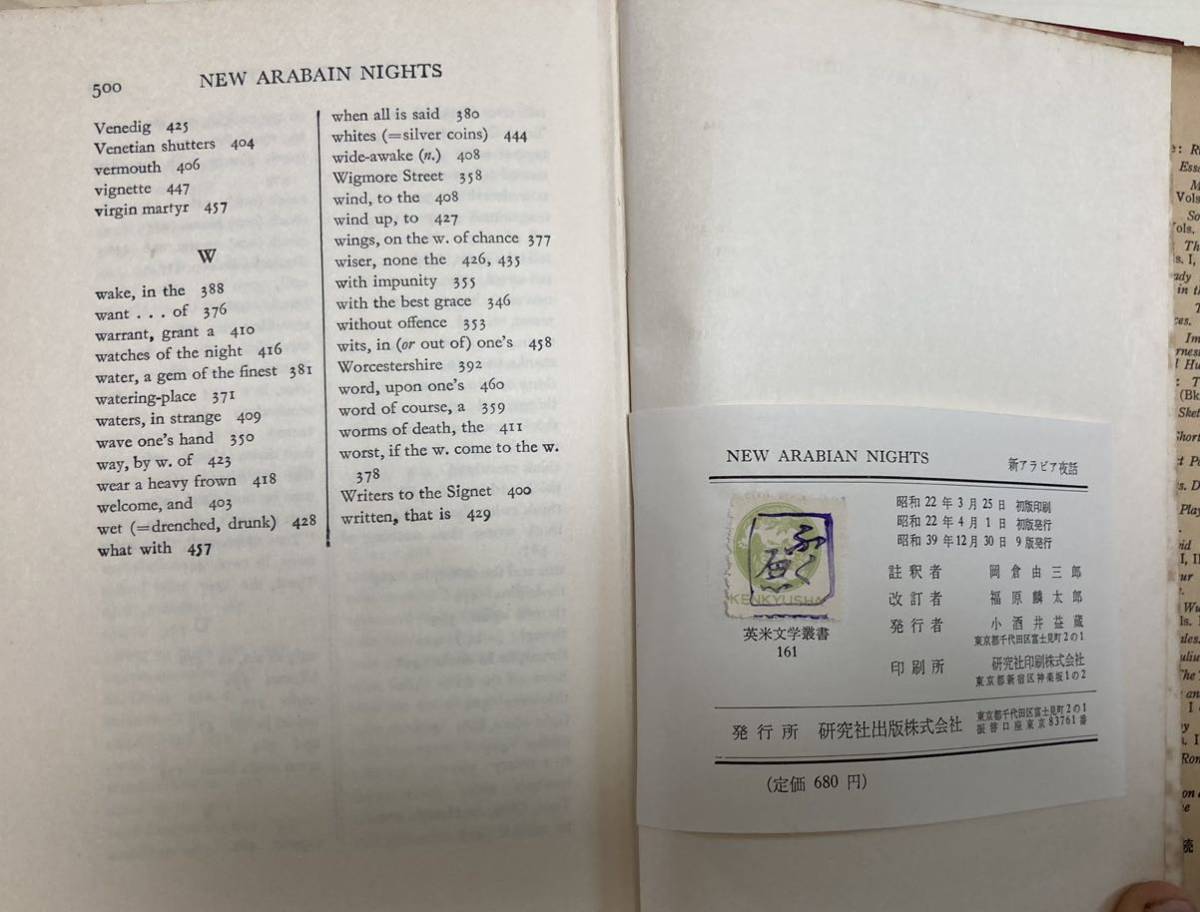 500 NEW ARABAIN NIGHTS
Venedig 425
Venetian shutters 404
vermouth 406
vignette 447
virgin martyr 457
W
wake, in the 388
want . . . of 376
warrant, grant a 410
watches of the night 416
water, a gem of the finest 381
watering-place 371
waters, in strange 409
wave one's hand 350
way, by w. of 423
wear a heavy frown 418
welcome, and 403
wet (=drenched, drunk) 428
what with 457
when all is said 380
whites (=silver coins) 444
wide-awake (n.) 408
Wigmore Street 358
wind, to the 408
wind up, to 427
wings, on the w. of chance 377
wiser, none the 426, 435
with impunity 355
with the best grace 346
without offence 353
wits, in (or out of) one's 458
Worcestershire 392
word, upon one's 460
word of course, a 359
worms of death, the 411
worst, if the w. come to the w.
378
Writers to the Signet 400
written, that is 429
NEW ARABIAN NIGHTS 新アラビア夜話
昭和 22 年 3 月 25 日 初版印刷
昭和 22 年 4 月 1 日 初版発行
昭和 39 年 12 月 30 日 9 版発行
註釈者 岡倉由三郎
改訂者 福原麟太郎
発行者 小酒井益蔵
東京都千代田区富士見町2の1
印刷所 研究社印刷株式会社
東京都新宿区神楽坂1の2
KENKYUSHA
英米文学叢書
161
発行所 研究社出版株式会社
東京都千代田区富士見町2の1
振替口座東京83761番
(定価 680 円)